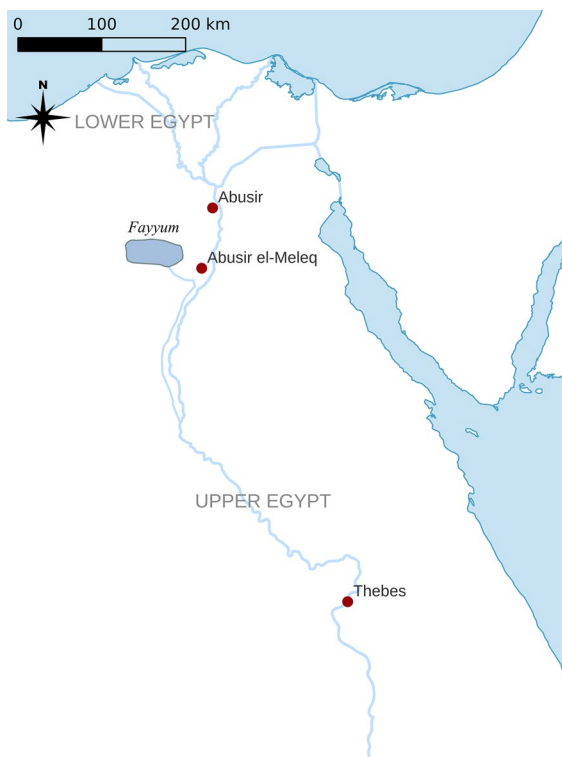 0 100 200 km
N
LOWER EGYPT
Abusir
Fayyum
Abusir el-Meleq
UPPER EGYPT
Thebes